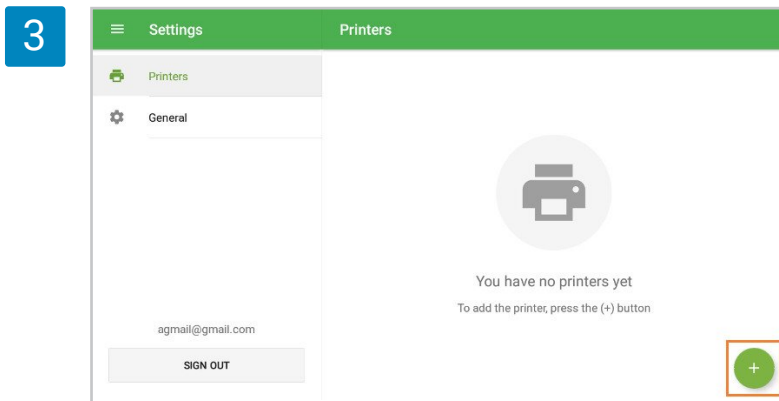 3
Settings
Printers
Printers
General
You have no printers yet
To add the printer, press the (+) button
agmail@gmail.com
SIGN OUT
+